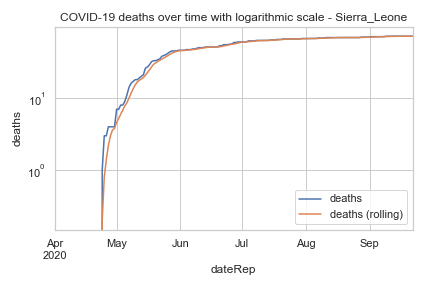 COVID-19 deaths over time with logarithmic scale - Sierra_Leone
deaths
10¹
10⁰
deaths
deaths (rolling)
Apr
2020
May
Jun
Jul
Aug
Sep
dateRep